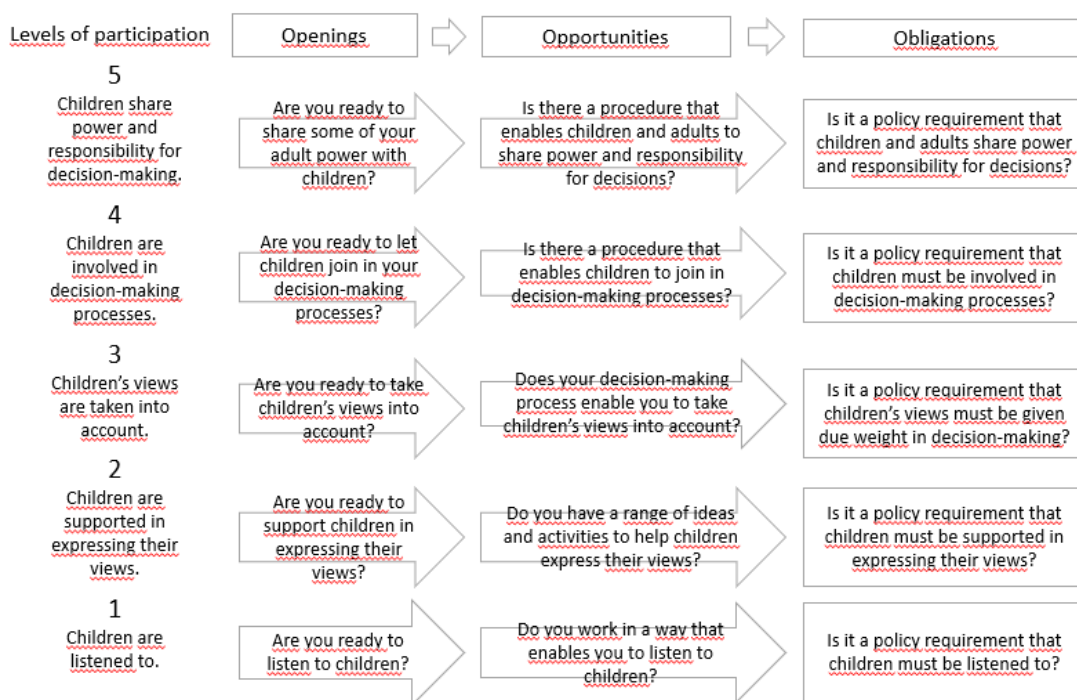 Levels of participation
Openings
Opportunities
Obligations
5
Children share
power and
responsibility for
decision-making.
Are you ready to
share some of your
adult power with
children?
Is there a procedure that
enables children and adults to
share power and responsibility
for decisions?
Is it a policy requirement that
children and adults share power
and responsibility for decisions?
4
Children are
involved in
decision-making
processes.
Are you ready to let
children join in your
decision-making
processes?
Is there a procedure that
enables children to join in
decision-making processes?
Is it a policy requirement that
children must be involved in
decision-making processes?
3
Children’s views
are taken into
account.
Are you ready to take
children’s views into
account?
Does your decision-making
process enable you to take
children’s views into account?
Is it a policy requirement that
children’s views must be given
due weight in decision-making?
2
Children are
supported in
expressing their
views.
Are you ready to
support children in
expressing their
views?
Do you have a range of ideas
and activities to help children
express their views?
Is it a policy requirement that
children must be supported in
expressing their views?
1
Children are
listened to.
Are you ready to
listen to children?
Do you work in a way that
enables you to listen to
children?
Is it a policy requirement that
children must be listened to?